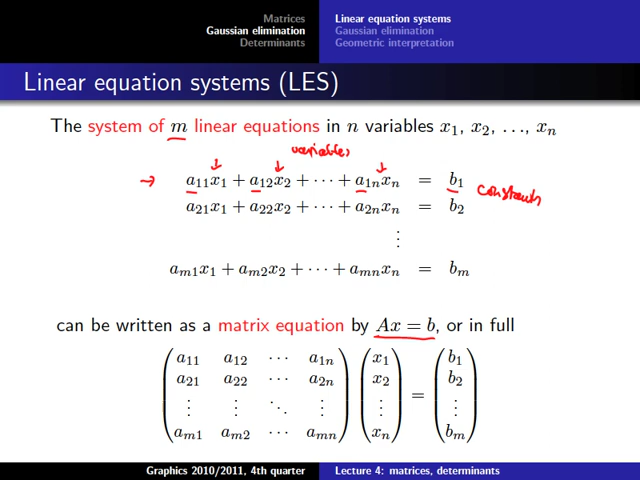 Matrices
Gaussian elimination
Determinants
Linear equation systems
Gaussian elimination
Geometric interpretation
Linear equation systems (LES)
The system of m linear equations in n variables x₁, x₂, …, xₙ
variables
→ a₁₁x₁ + a₁₂x₂ + ⋯ + a₁ₙxₙ = b₁
constants
a₂₁x₁ + a₂₂x₂ + ⋯ + a₂ₙxₙ = b₂
⋮
aₘ₁x₁ + aₘ₂x₂ + ⋯ + aₘₙxₙ = bₘ
can be written as a matrix equation by Ax = b, or in full
a₁₁ a₁₂ ⋯ a₁ₙ x₁ b₁
a₂₁ a₂₂ ⋯ a₂ₙ x₂ = b₂
⋮ ⋮ ⋱ ⋮ ⋮ ⋮
aₘ₁ aₘ₂ ⋯ aₘₙ xₙ bₘ
Graphics 2010/2011, 4th quarter Lecture 4: matrices, determinants